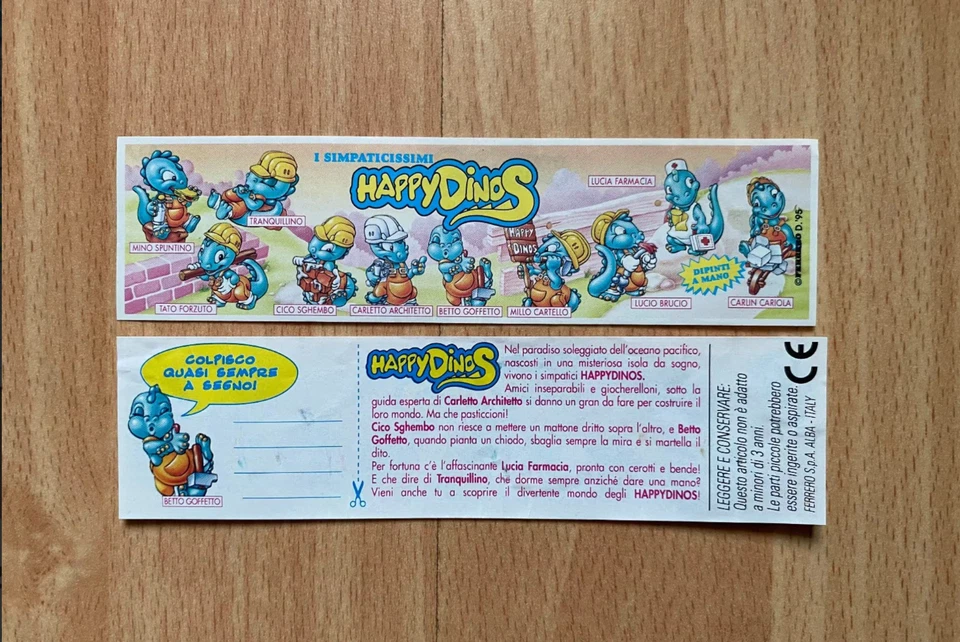 I SIMPATICISSIMI
HAPPYDINOS
MINO SPUNTINO
TRANQUILLINO
TATO FORZUTO
CICO SGHEMBO
CARLETTO ARCHITETTO
BETTO GOFFETTO
HAPPY
DINOS
MILLO CARTELLO
LUCIA FARMACIA
LUCIO BRUCIO
DIPINTI
A MANO
CARLIN CARIOLA
©FERRERO D. '95
COLPISCO
QUASI SEMPRE
A SEGNO!
BETTO GOFFETTO
HAPPYDINOS
Nel paradiso soleggiato dell'oceano pacifico,
nascosti in una misteriosa isola da sogno,
vivono i simpatici HAPPYDINOS.
Amici inseparabili e giocherelloni, sotto la
guida esperta di Carletto Architetto si danno un gran da fare per costruire il
loro mondo. Ma che pasticcioni!
Cico Sghembo non riesce a mettere un mattone dritto sopra l'altro, e Betto
Goffetto, quando pianta un chiodo, sbaglia sempre la mira e si martella il
dito.
Per fortuna c'è l'affascinante Lucia Farmacia, pronta con cerotti e bende!
E che dire di Tranquillino, che dorme sempre anziché dare una mano?
Vieni anche tu a scoprire il divertente mondo degli HAPPYDINOS!
LEGGERE E CONSERVARE:
Questo articolo non è adatto
a minori di 3 anni.
Le parti piccole potrebbero
essere ingerite o aspirate.
FERRERO S.p.A. ALBA - ITALY
CE